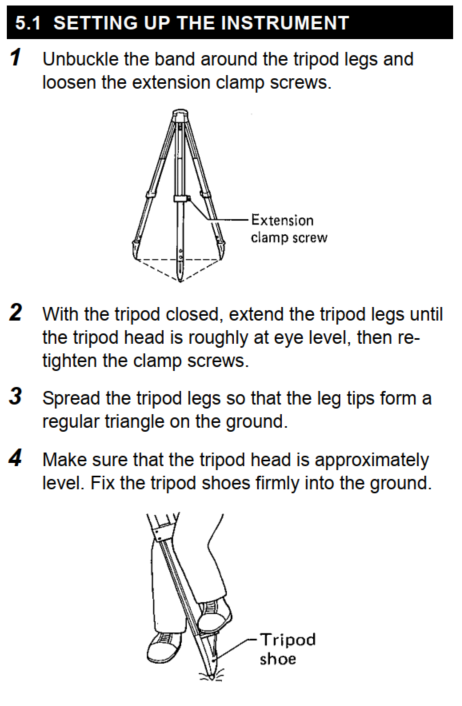 5.1 SETTING UP THE INSTRUMENT
1 Unbuckle the band around the tripod legs and
loosen the extension clamp screws.
Extension
clamp screw
2 With the tripod closed, extend the tripod legs until
the tripod head is roughly at eye level, then re-
tighten the clamp screws.
3 Spread the tripod legs so that the leg tips form a
regular triangle on the ground.
4 Make sure that the tripod head is approximately
level. Fix the tripod shoes firmly into the ground.
Tripod
shoe